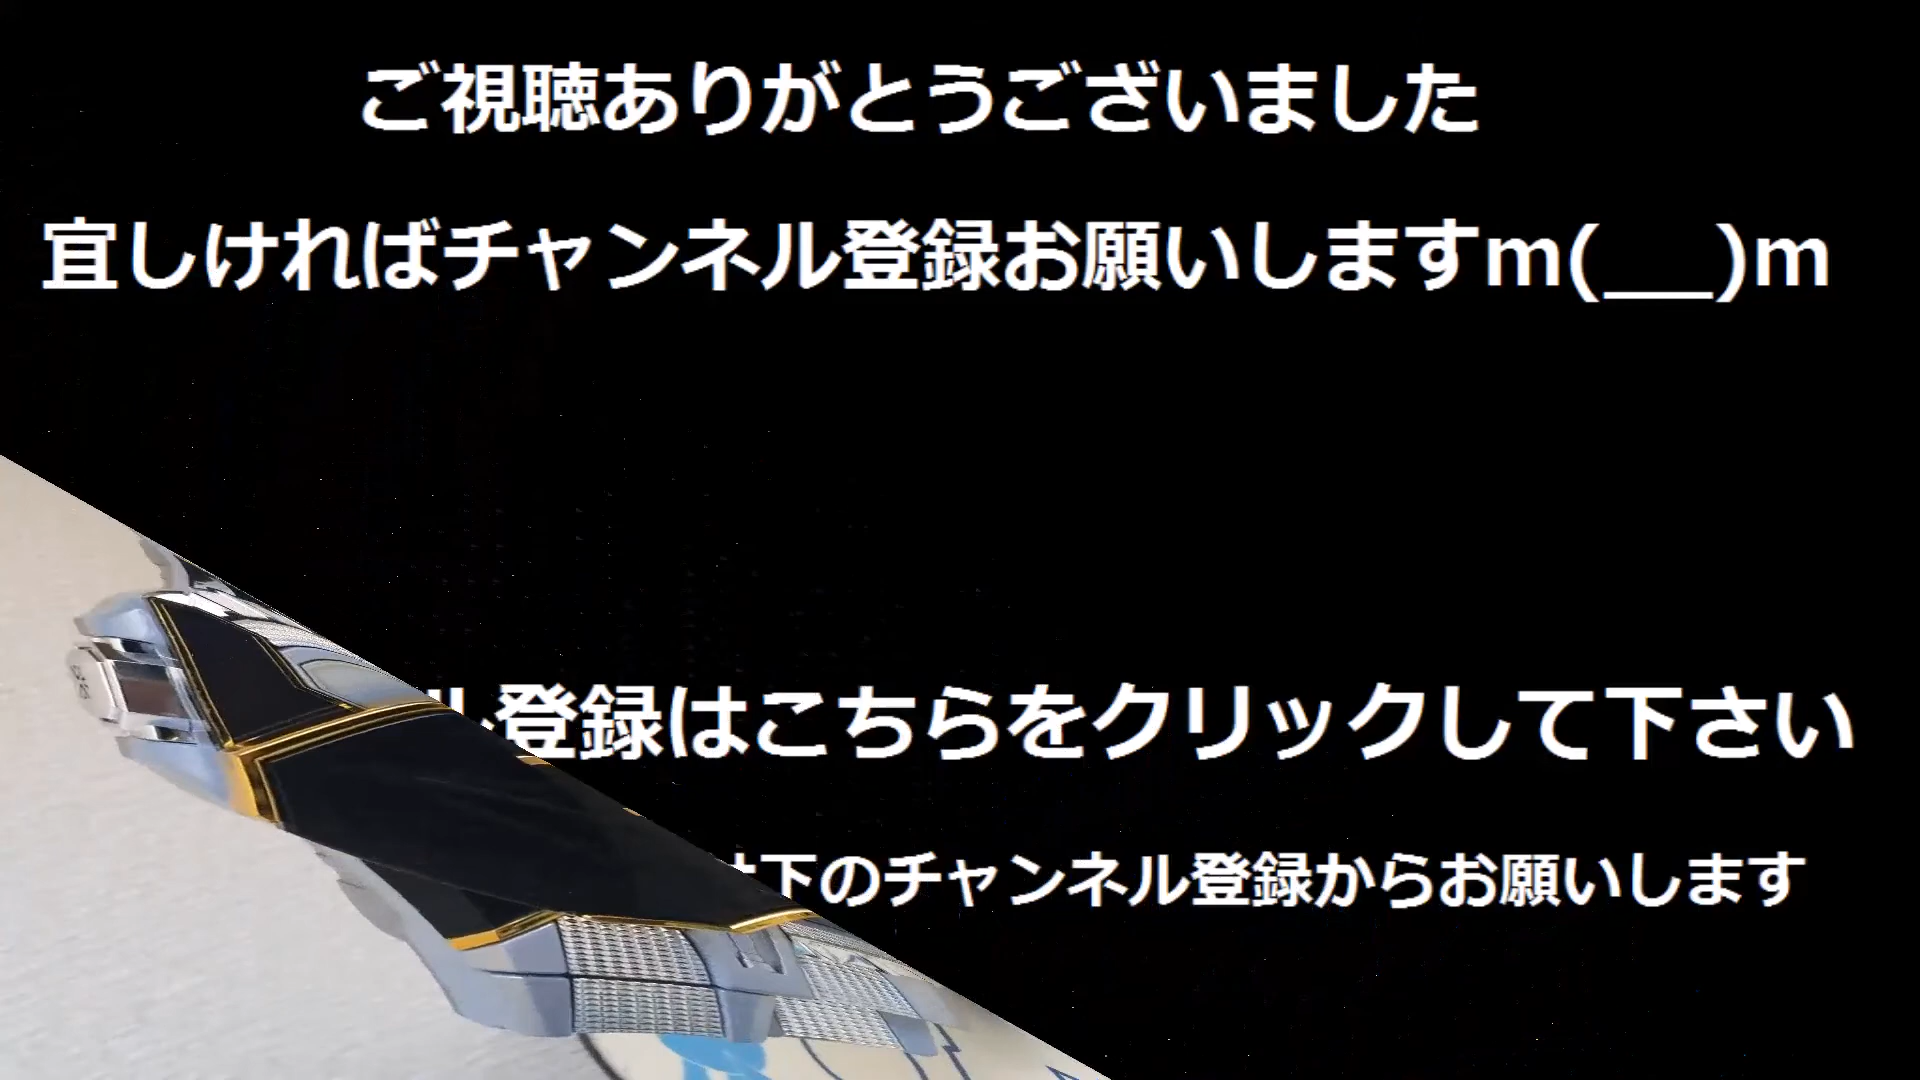 ご視聴ありがとうございました
宜しければチャンネル登録お願いしますm(__)m
ル登録はこちらをクリックして下さい
下のチャンネル登録からお願いします